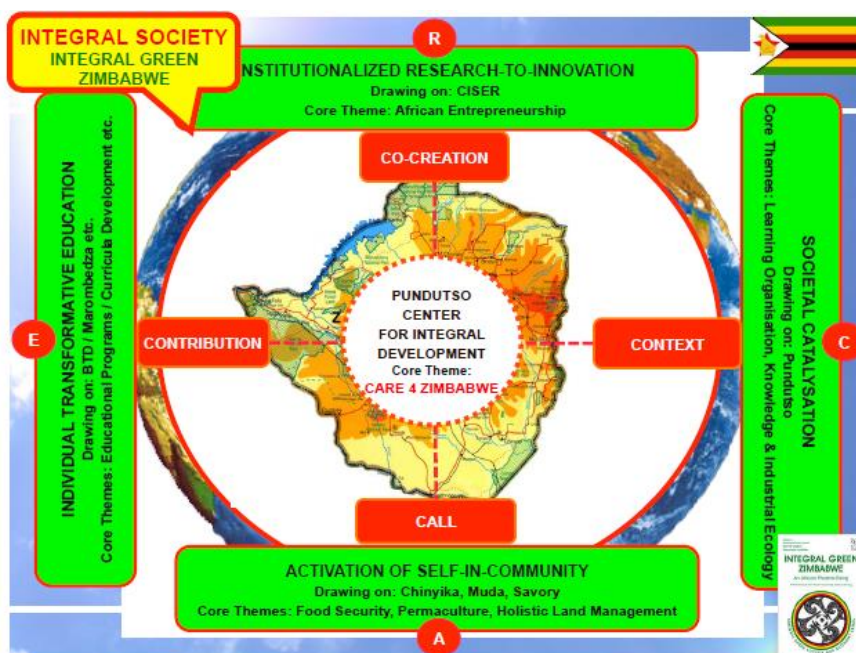 INTEGRAL SOCIETY
INTEGRAL GREEN
ZIMBABWE
R
INSTITUTIONALIZED RESEARCH-TO-INNOVATION
Drawing on: CISER
Core Theme: African Entrepreneurship
CO-CREATION
E
INDIVIDUAL TRANSFORMATIVE EDUCATION
Drawing on: BTD / Marombedza etc.
Core Themes: Educational Programs / Curricula Development etc.
CONTRIBUTION
Z
PUNDUTSO
CENTER
FOR INTEGRAL
DEVELOPMENT
Core Theme:
CARE 4 ZIMBABWE
CONTEXT
C
SOCIETAL CATALYSATION
Drawing on: Pundutso
Core Themes: Learning Organisation, Knowledge & Industrial Ecology
CALL
ACTIVATION OF SELF-IN-COMMUNITY
Drawing on: Chinyika, Muda, Savory
Core Themes: Food Security, Permaculture, Holistic Land Management
A
INTEGRAL GREEN
ZIMBABWE